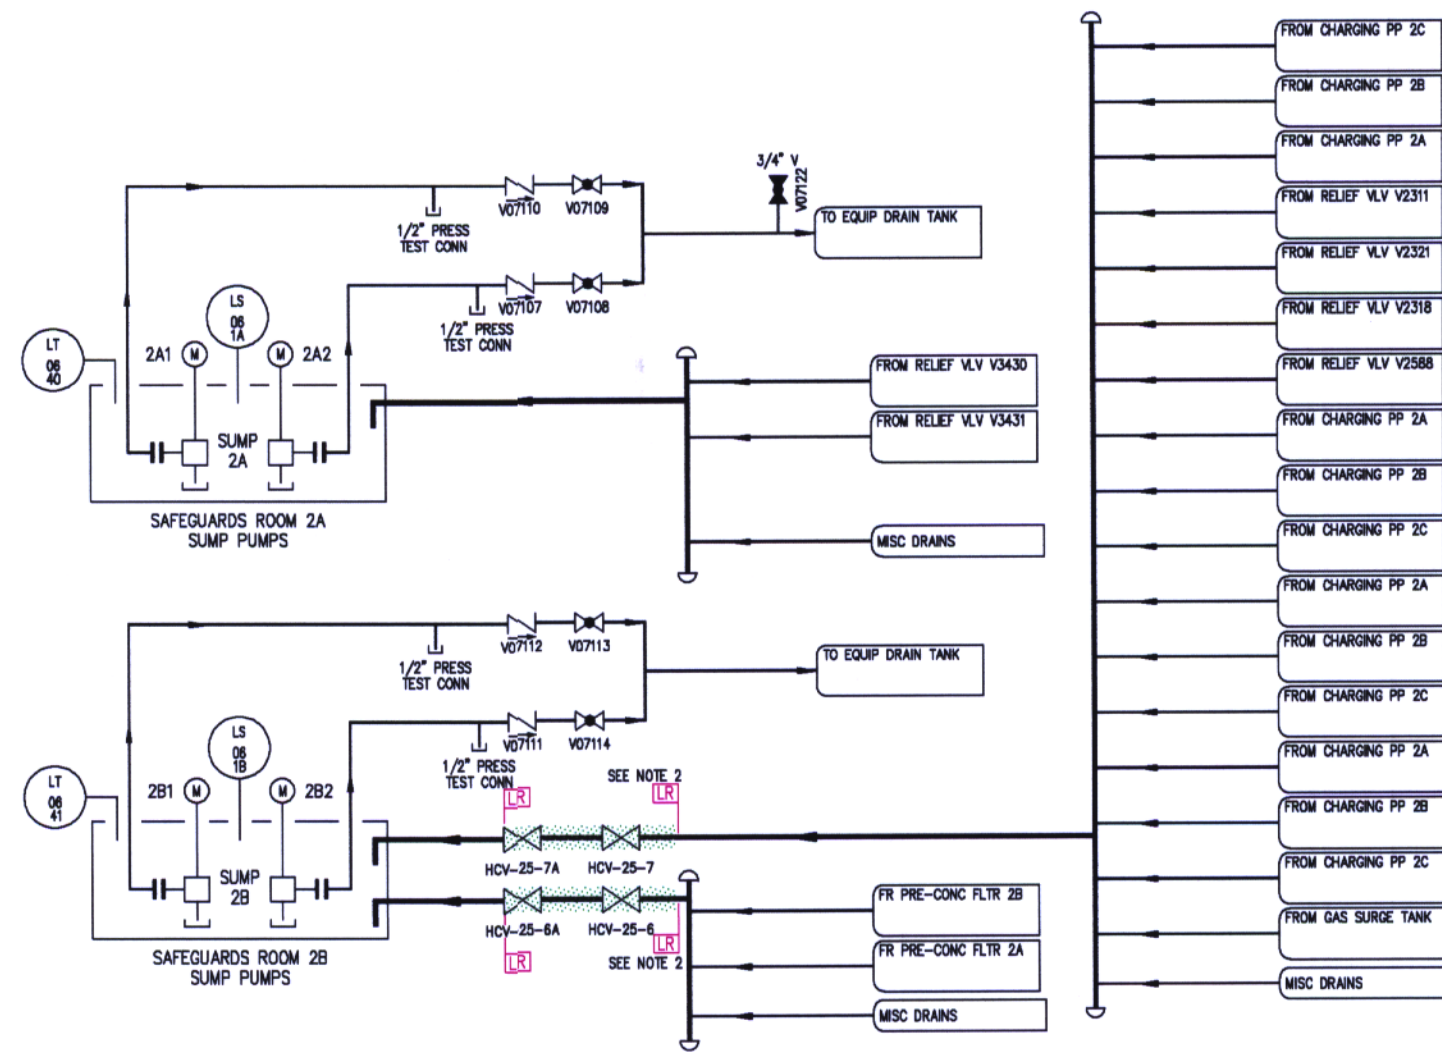 FROM CHARGING PP 2C
FROM CHARGING PP 2B
FROM CHARGING PP 2A
FROM RELIEF VLV V2311
FROM RELIEF VLV V2321
FROM RELIEF VLV V2318
FROM RELIEF VLV V2588
FROM CHARGING PP 2A
FROM CHARGING PP 2B
FROM CHARGING PP 2C
FROM CHARGING PP 2A
FROM CHARGING PP 2B
FROM CHARGING PP 2C
FROM CHARGING PP 2A
FROM CHARGING PP 2B
FROM CHARGING PP 2C
FROM GAS SURGE TANK
MISC DRAINS
3/4" V
V07122
TO EQUIP DRAIN TANK
V07110
V07109
1/2" PRESS
TEST CONN
V07107
V07108
1/2" PRESS
TEST CONN
LS
06
1A
LT
06
40
2A1
M
M
2A2
SUMP
2A
SAFEGUARDS ROOM 2A
SUMP PUMPS
FROM RELIEF VLV V3430
FROM RELIEF VLV V3431
MISC DRAINS
V07112
V07113
1/2" PRESS
TEST CONN
TO EQUIP DRAIN TANK
V07111
V07114
1/2" PRESS
TEST CONN
LS
06
1B
LT
06
41
2B1
M
M
2B2
SUMP
2B
SAFEGUARDS ROOM 2B
SUMP PUMPS
SEE NOTE 2
LR
LR
HCV-25-7A
HCV-25-7
HCV-25-6A
HCV-25-6
LR
LR
SEE NOTE 2
FR PRE-CONC FLTR 2B
FR PRE-CONC FLTR 2A
MISC DRAINS